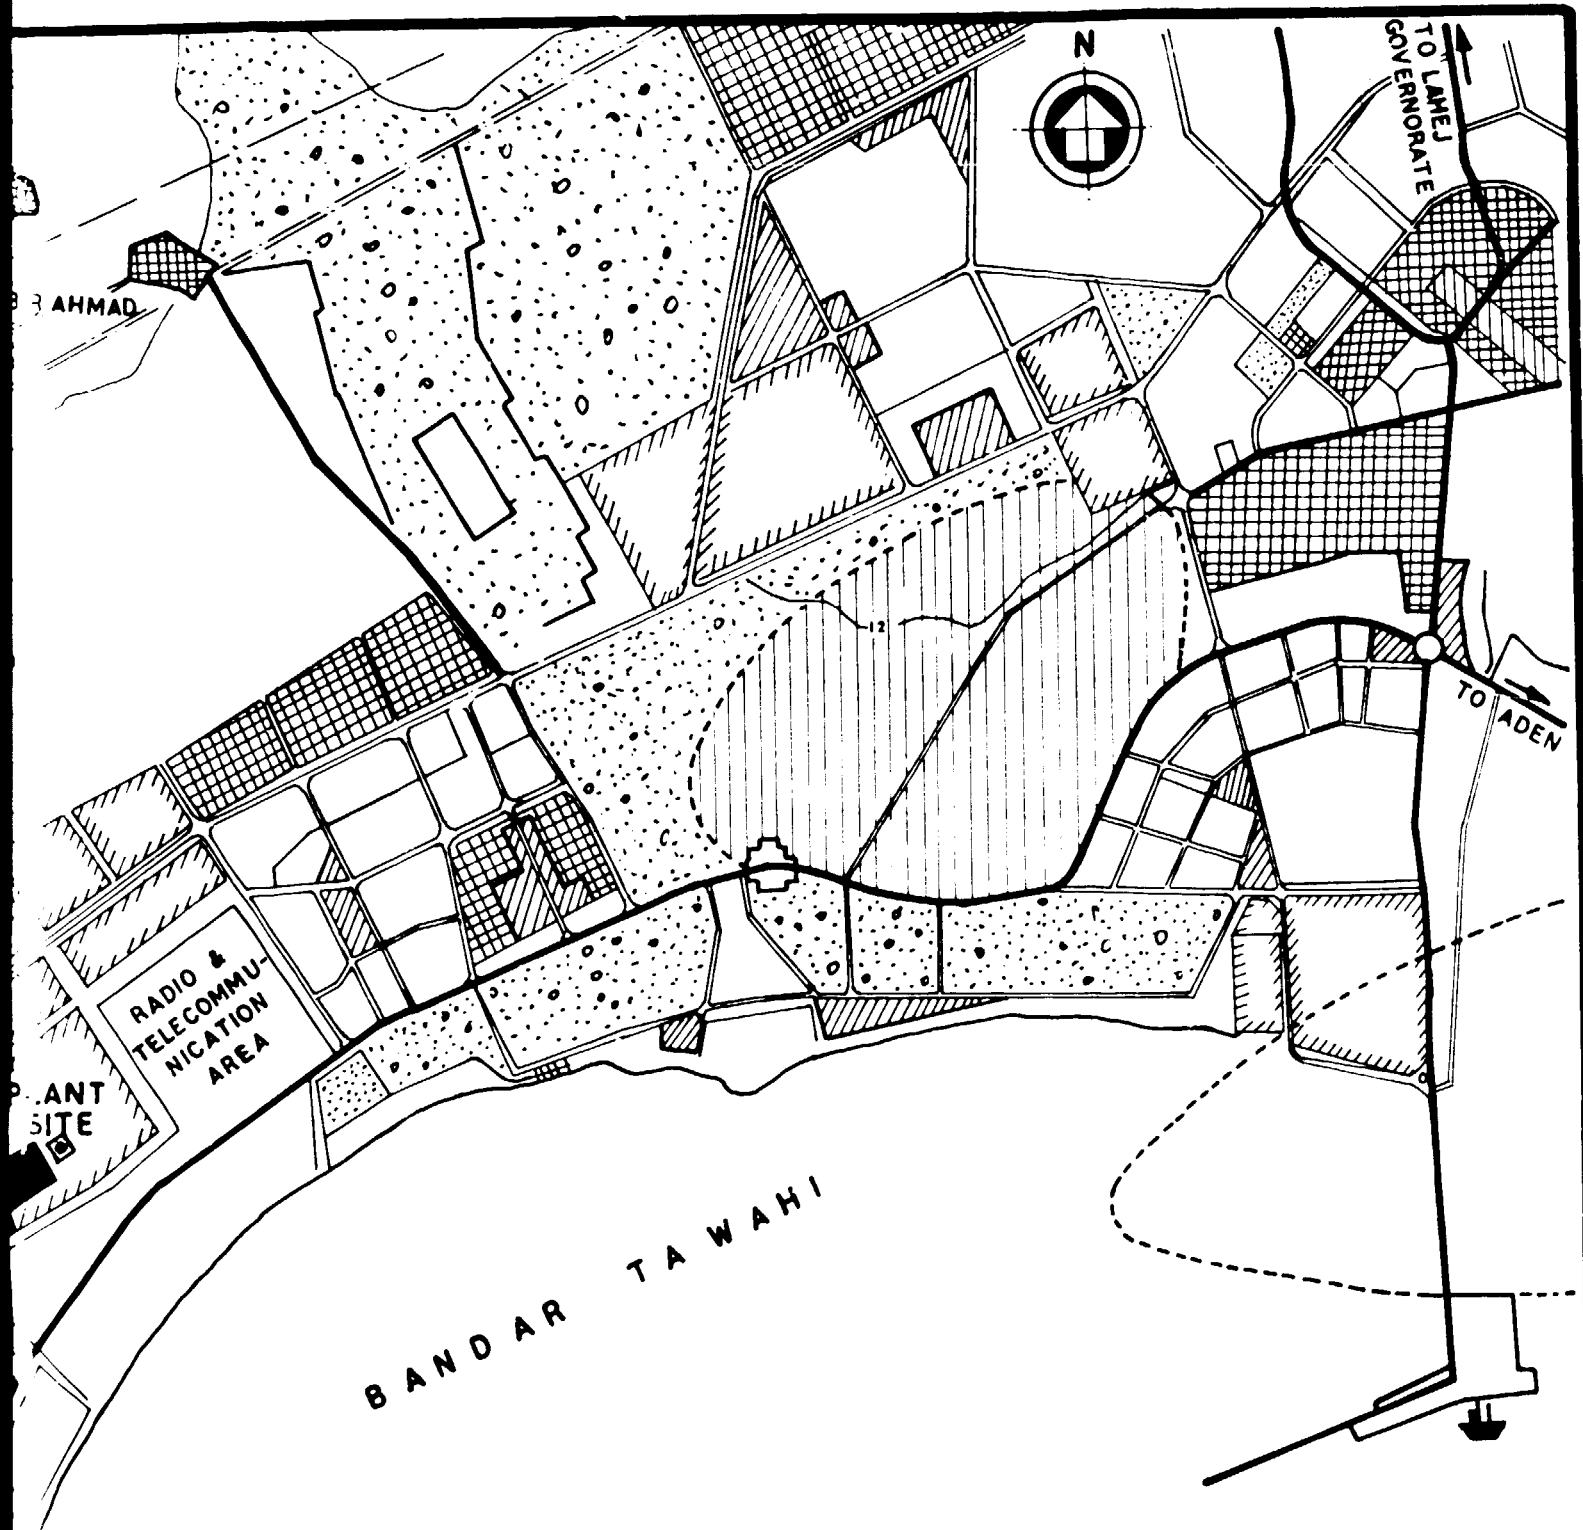 N
TO LAHEJ
GOVERNORATE
AHMAD
12
TO ADEN
RADIO &
TELECOMMU-
NICATION
AREA
SITE
BANDAR TAWAHI